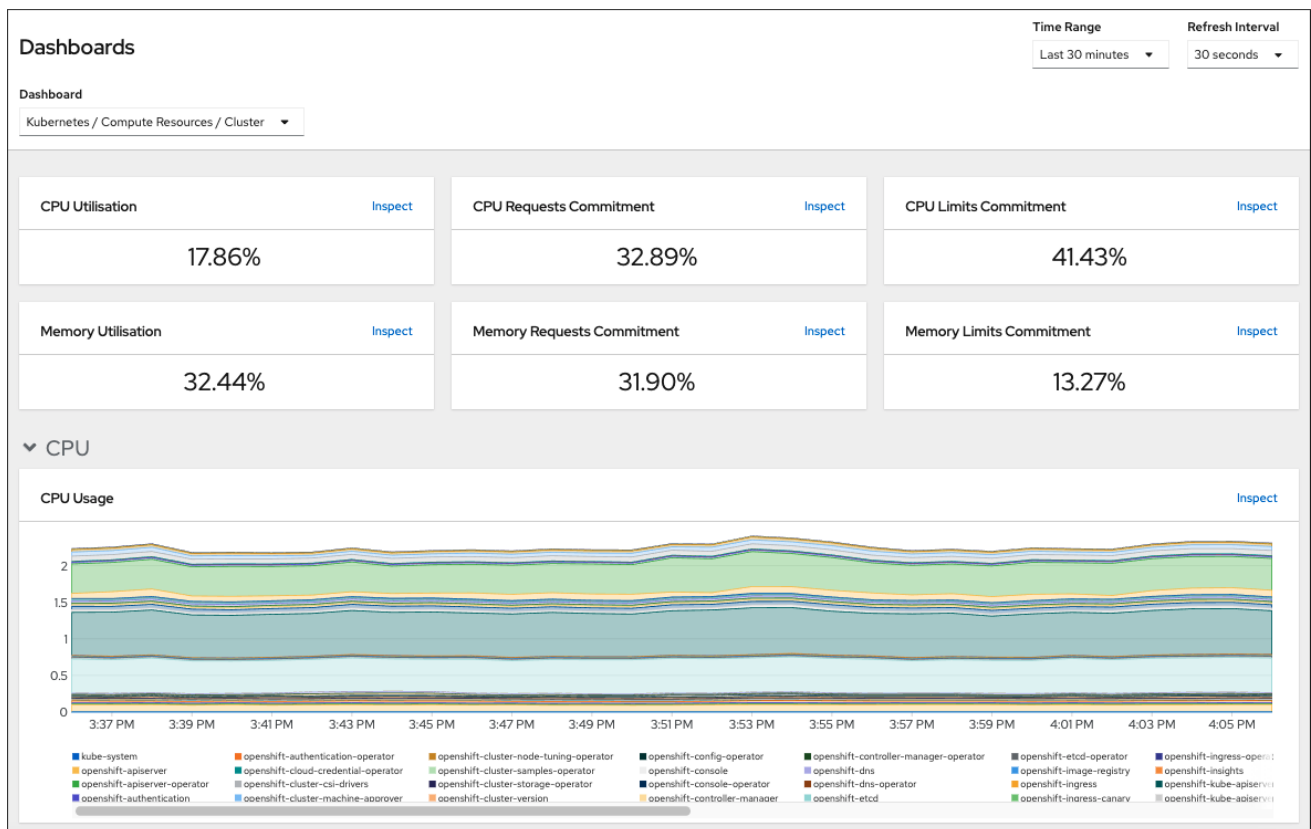 Dashboards
Time Range
Refresh Interval
Last 30 minutes
30 seconds
Dashboard
Kubernetes / Compute Resources / Cluster
CPU Utilisation Inspect
CPU Requests Commitment Inspect
CPU Limits Commitment Inspect
17.86%
32.89%
41.43%
Memory Utilisation Inspect
Memory Requests Commitment Inspect
Memory Limits Commitment Inspect
32.44%
31.90%
13.27%
CPU
CPU Usage Inspect
2
1.5
1
0.5
0
3:37 PM 3:39 PM 3:41 PM 3:43 PM 3:45 PM 3:47 PM 3:49 PM 3:51 PM 3:53 PM 3:55 PM 3:57 PM 3:59 PM 4:01 PM 4:03 PM 4:05 PM
kube-system openshift-authentication-operator openshift-cluster-node-tuning-operator openshift-config-operator openshift-controller-manager-operator openshift-etcd-operator openshift-ingress-opera
openshift-apiserver openshift-cloud-credential-operator openshift-cluster-samples-operator openshift-console openshift-dns openshift-image-registry openshift-insights
openshift-apiserver-operator openshift-cluster-csi-drivers openshift-cluster-storage-operator openshift-console-operator openshift-dns-operator openshift-ingress openshift-kube-apiserve
openshift-authentication openshift-cluster-machine-approver openshift-cluster-version openshift-controller-manager openshift-etcd openshift-ingress-canary openshift-kube-apiserve